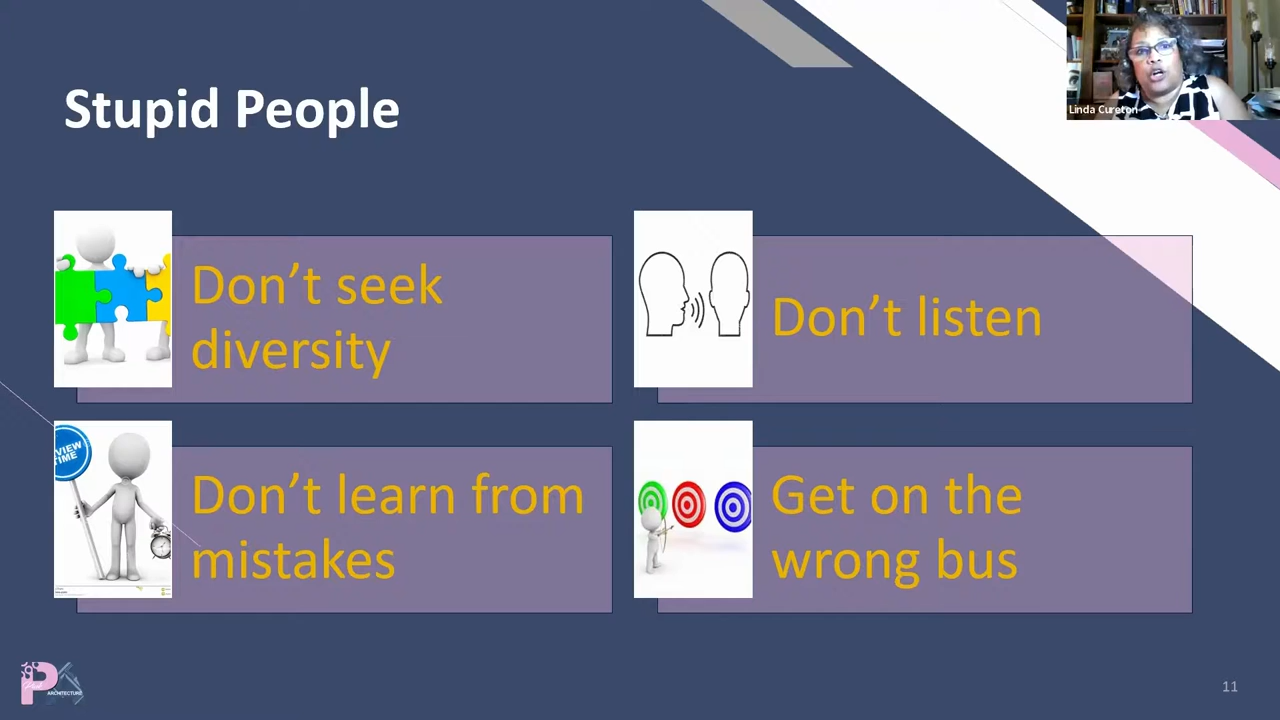 Linda Cureton
Stupid People
Don't seek
diversity
Don't listen
VIEW
TIME
Don't learn from
mistakes
Get on the
wrong bus
P
ARCHITECTURE
11